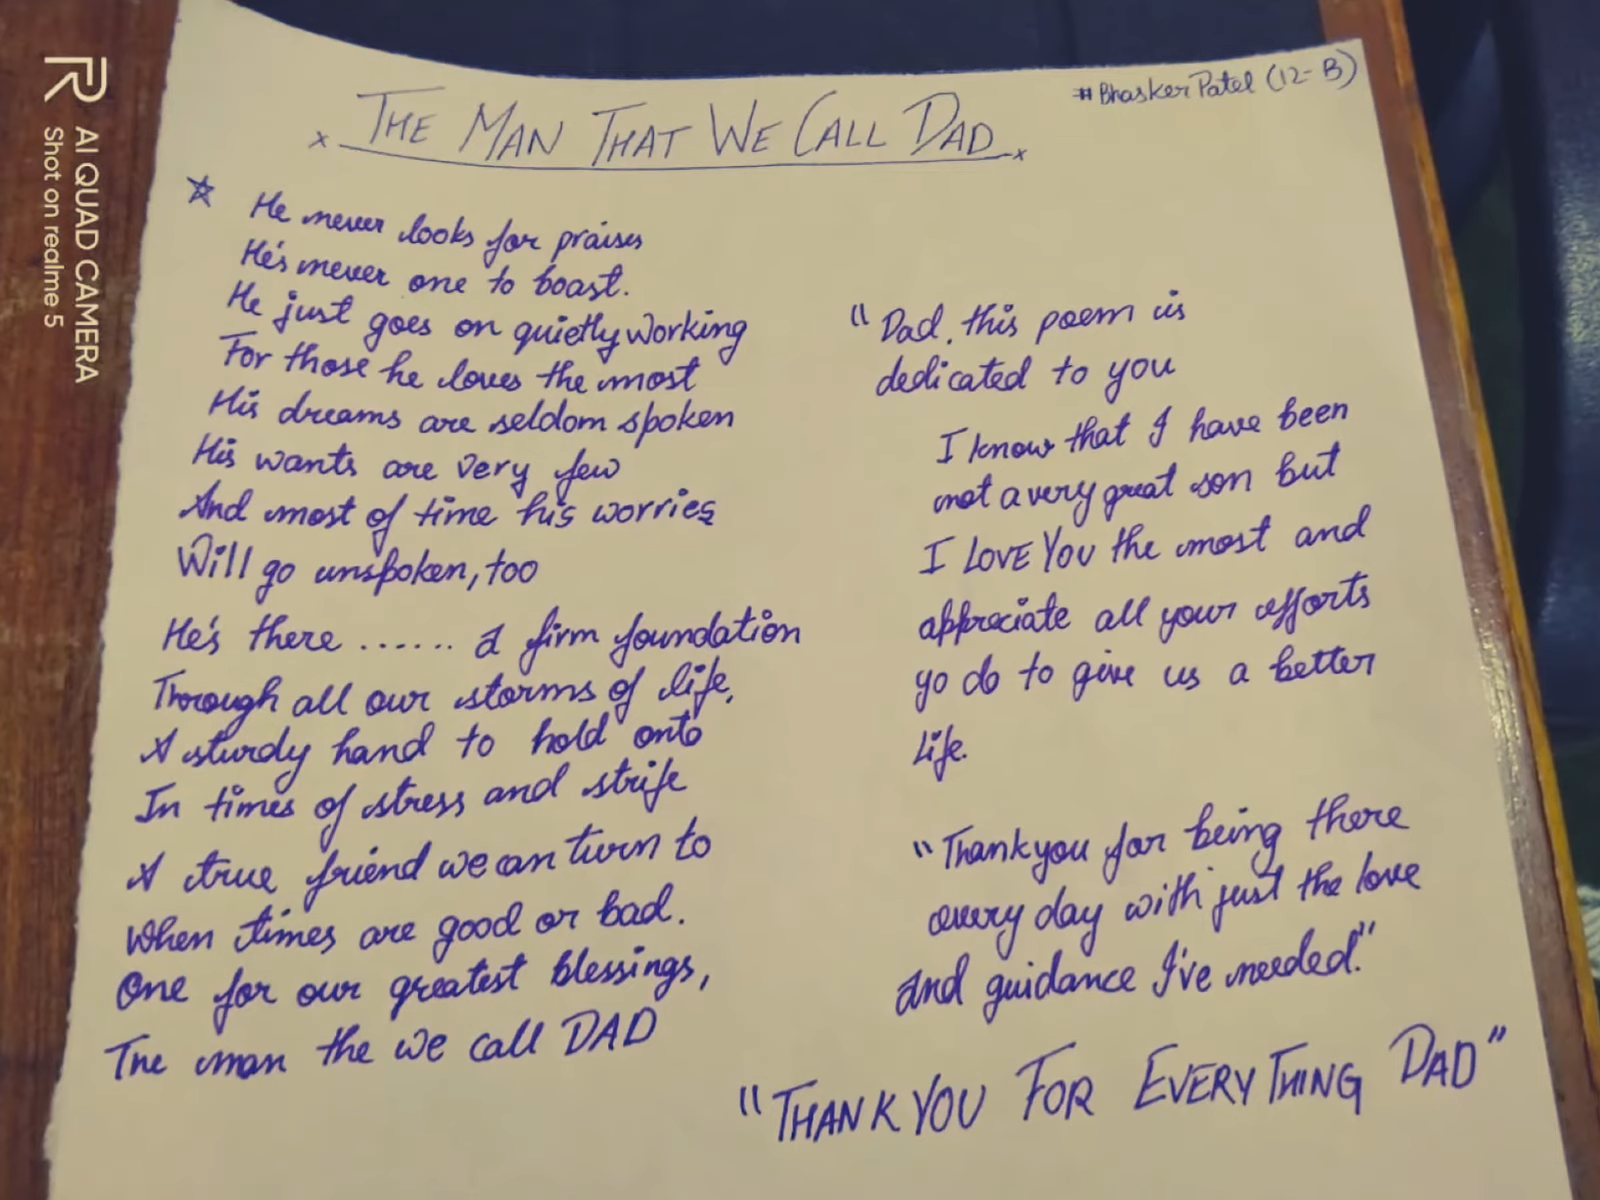 AI QUAD CAMERA
Shot on realme 5
#Bhasker Patel (12-B)
THE MAN THAT WE CALL DAD
He never looks for praises
He's never one to boast.
He just goes on quietly working
For those he loves the most
His dreams are seldom spoken
His wants are very few
And most of time his worries
Will go unspoken, too
He's there ...... A firm foundation
Through all our storms of life,
A sturdy hand to hold onto
In times of stress and strife
A true friend we can turn to
When times are good or bad.
One for our greatest blessings,
The man the we call DAD
"Dad, this poem is
dedicated to you
I know that I have been
not a very great son but
I LOVE YOU the most and
appreciate all your efforts
yo do to give us a better
life.
"Thankyou for being there
every day with just the love
And guidance I've needed."
"THANK YOU FOR EVERYTHING DAD"